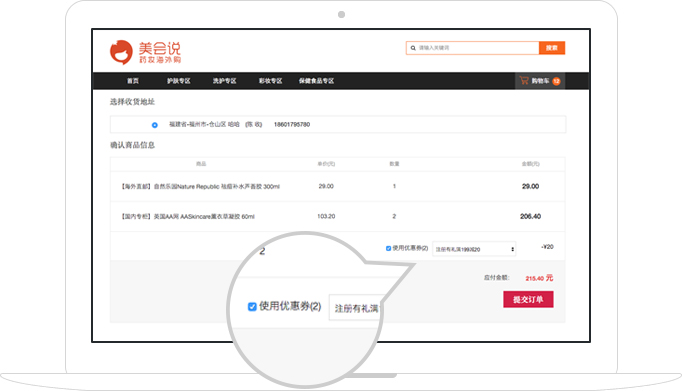 美会说
药妆海外购
请输入关键词
搜索
首页 护肤专区 洗护专区 彩妆专区 保健食品专区 购物车 12
选择收货地址
福建省-福州市-仓山区 哈哈 (陈 收) 18601795780
确认商品信息
商品 单价(元) 数量 金额(元)
【海外直邮】自然乐园Nature Republic 祛痘补水芦荟胶 300ml 29.00 1 29.00
【国内专柜】英国AA网 AASkincare薰衣草凝胶 60ml 103.20 2 206.40
使用优惠券(2) 注册有礼满199减20 -¥20
应付金额: 215.40 元
提交订单
2
使用优惠券(2) 注册有礼满